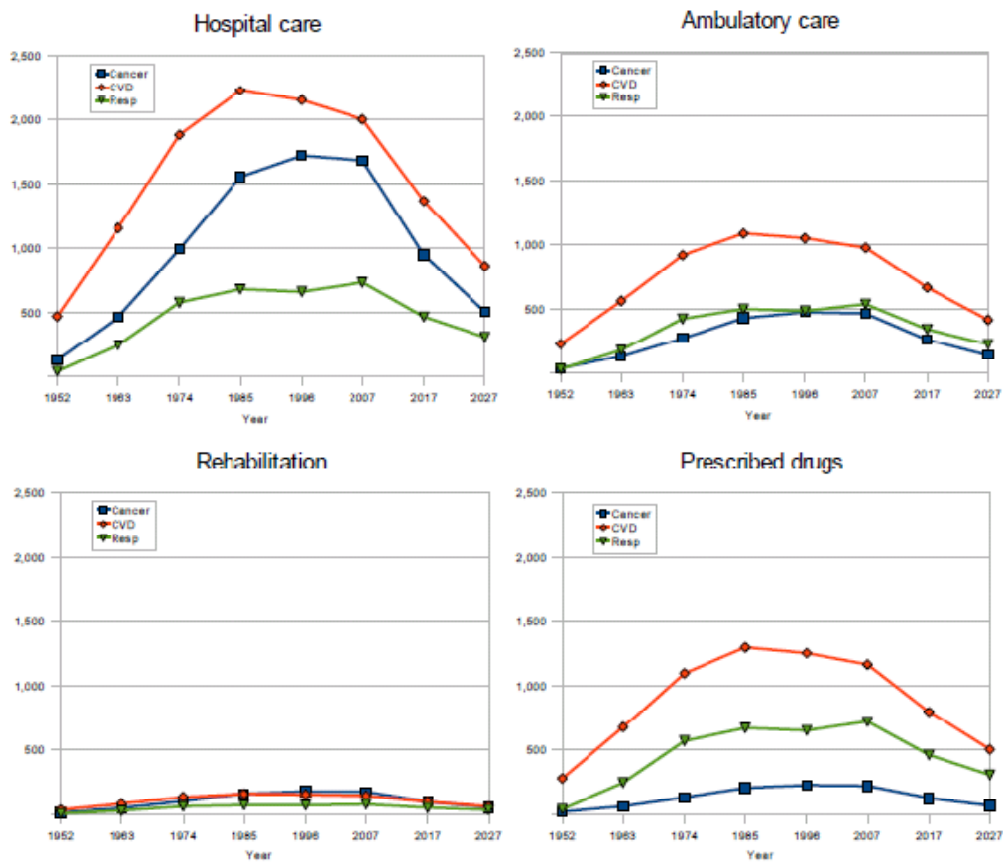 Hospital care
2,500
2,000
1,500
1,000
500
Cancer
CVD
Resp
1952 1963 1974 1985 1996 2007 2017 2027
Year
Ambulatory care
2,500
2,000
1,500
1,000
500
Cancer
CVD
Resp
1952 1963 1974 1985 1996 2007 2017 2027
Year
Rehabilitation
2,500
2,000
1,500
1,000
500
Cancer
CVD
Resp
1952 1963 1974 1985 1996 2007 2017 2027
Year
Prescribed drugs
2,500
2,000
1,500
1,000
500
Cancer
CVD
Resp
1952 1963 1974 1985 1996 2007 2017 2027
Year